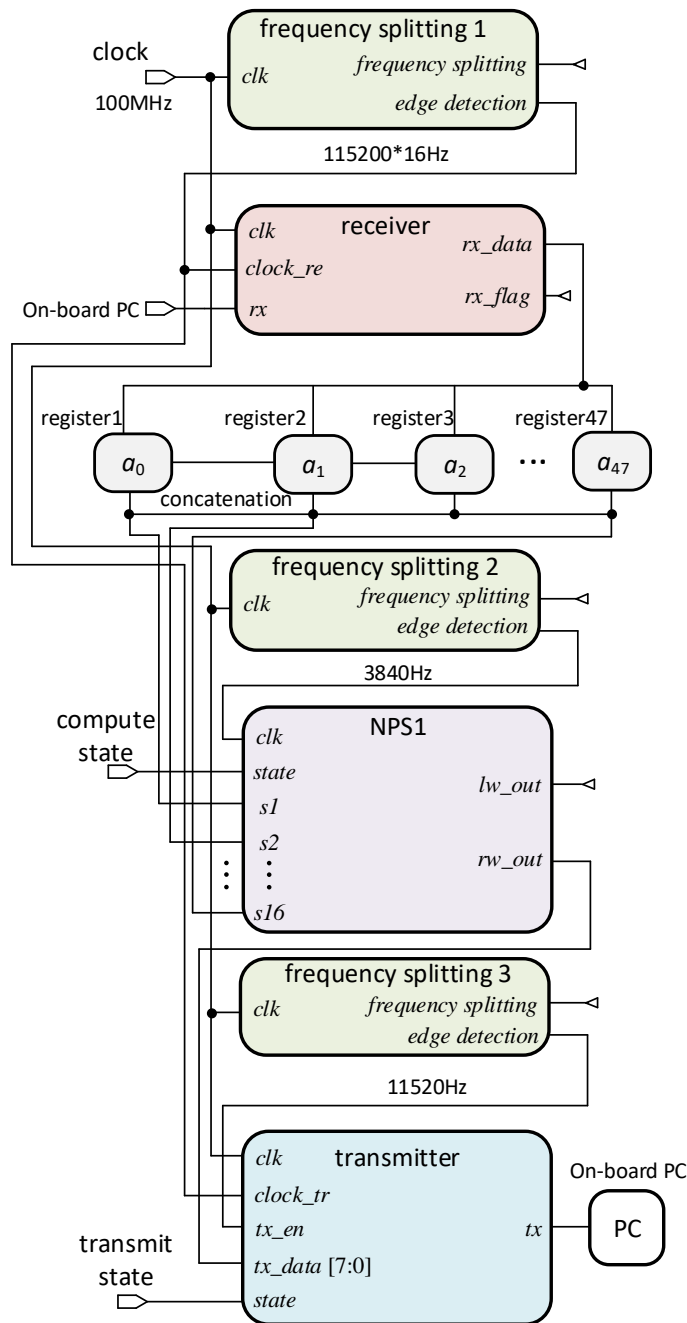 frequency splitting 1
clock
clk
frequency splitting
100MHz
edge detection
115200*16Hz
receiver
clk
rx_data
clock_re
On-board PC
rx
rx_flag
register1
register2
register3
register47
a0
a1
a2
...
a47
concatenation
frequency splitting 2
clk
frequency splitting
edge detection
3840Hz
compute
state
NPS1
clk
state
lw_out
s1
s2
rw_out
s16
frequency splitting 3
clk
frequency splitting
edge detection
11520Hz
transmitter
clk
On-board PC
clock_tr
tx_en
tx
PC
transmit
state
tx_data [7:0]
state